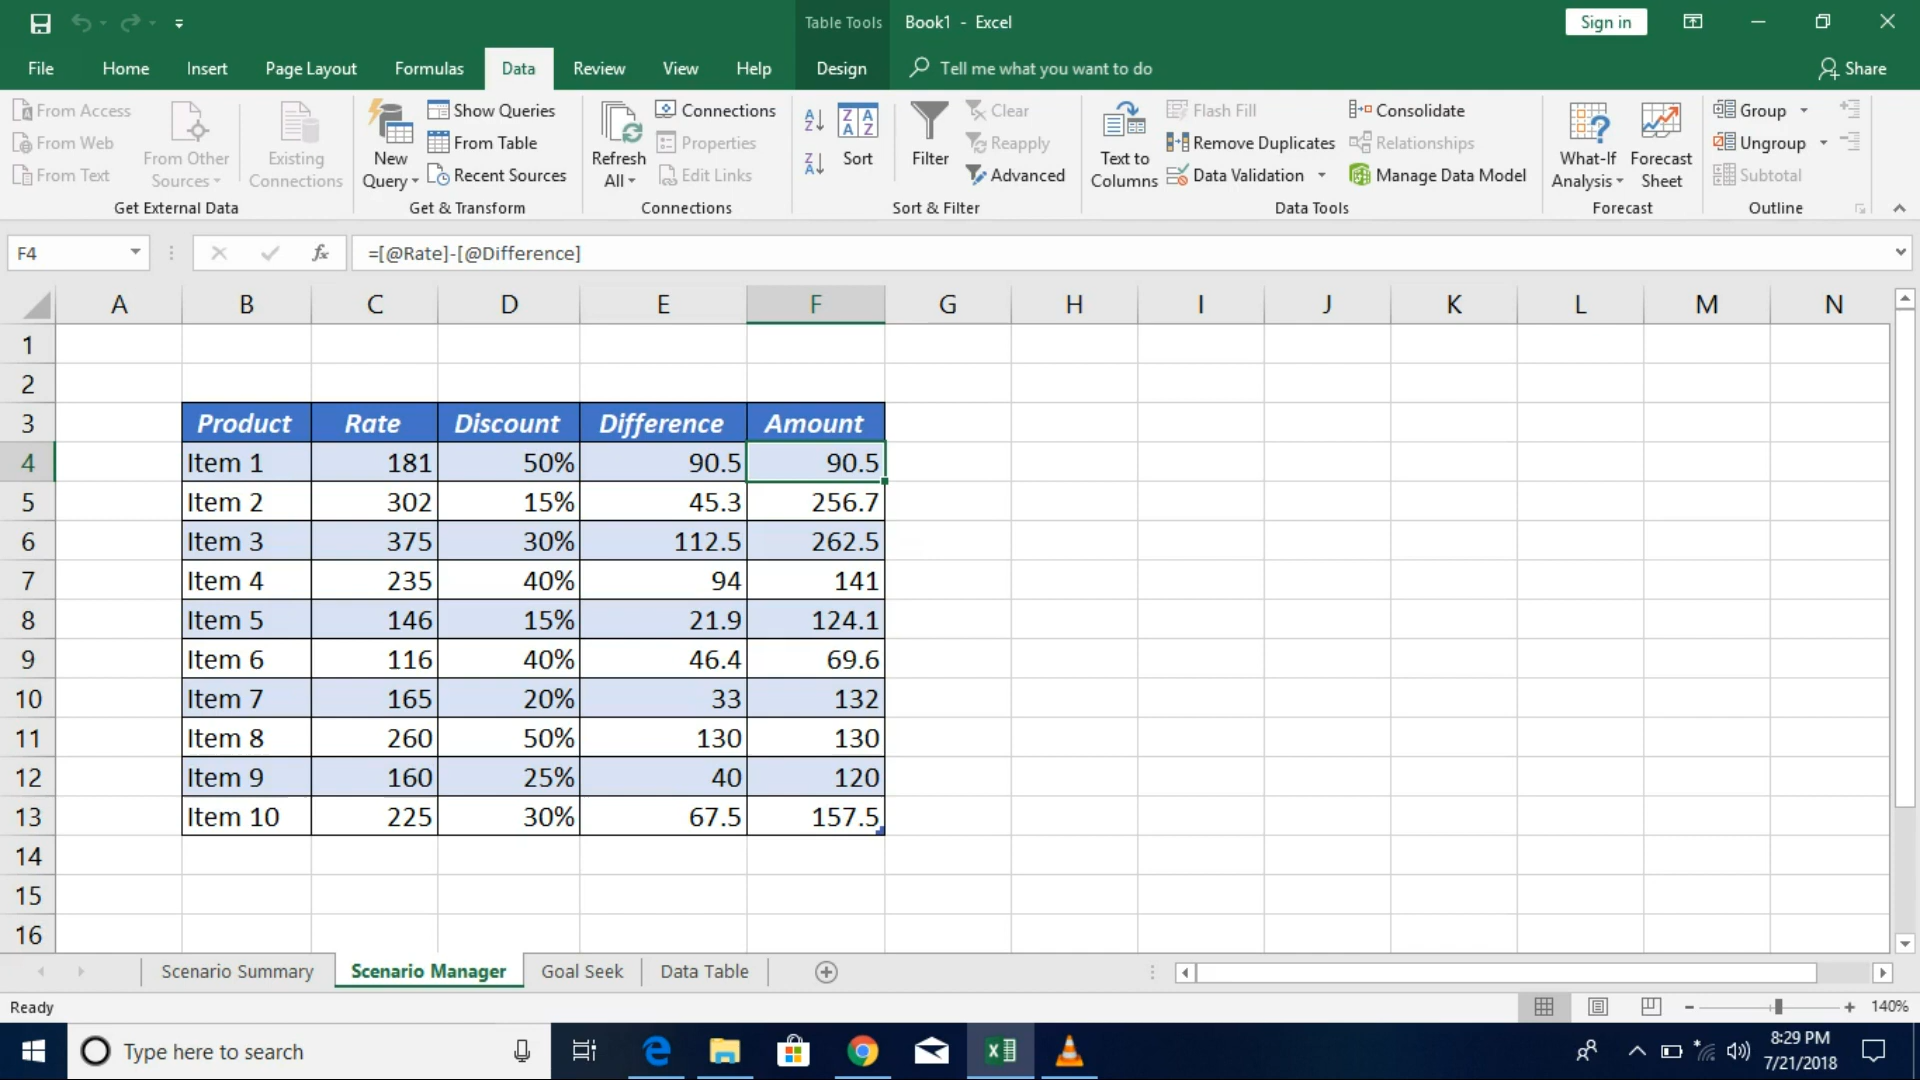 Table Tools
Book1 - Excel
Sign in
File Home Insert Page Layout Formulas Data Review View Help Design Tell me what you want to do Share
From Access
From Web
From Text
From Other Sources
Existing Connections
Get External Data
New Query
Show Queries
From Table
Recent Sources
Get & Transform
Refresh All
Connections
Properties
Edit Links
Connections
Sort
Filter
Clear
Reapply
Advanced
Sort & Filter
Text to Columns
Flash Fill
Remove Duplicates
Data Validation
Consolidate
Relationships
Manage Data Model
Data Tools
What-If Analysis
Forecast Sheet
Forecast
Group
Ungroup
Subtotal
Outline
F4 fx =[@Rate]-[@Difference]
A B C D E F G H I J K L M N
1
2
3 Product Rate Discount Difference Amount
4 Item 1 181 50% 90.5 90.5
5 Item 2 302 15% 45.3 256.7
6 Item 3 375 30% 112.5 262.5
7 Item 4 235 40% 94 141
8 Item 5 146 15% 21.9 124.1
9 Item 6 116 40% 46.4 69.6
10 Item 7 165 20% 33 132
11 Item 8 260 50% 130 130
12 Item 9 160 25% 40 120
13 Item 10 225 30% 67.5 157.5
14
15
16
Scenario Summary Scenario Manager Goal Seek Data Table
Ready 140%
Type here to search
8:29 PM
7/21/2018